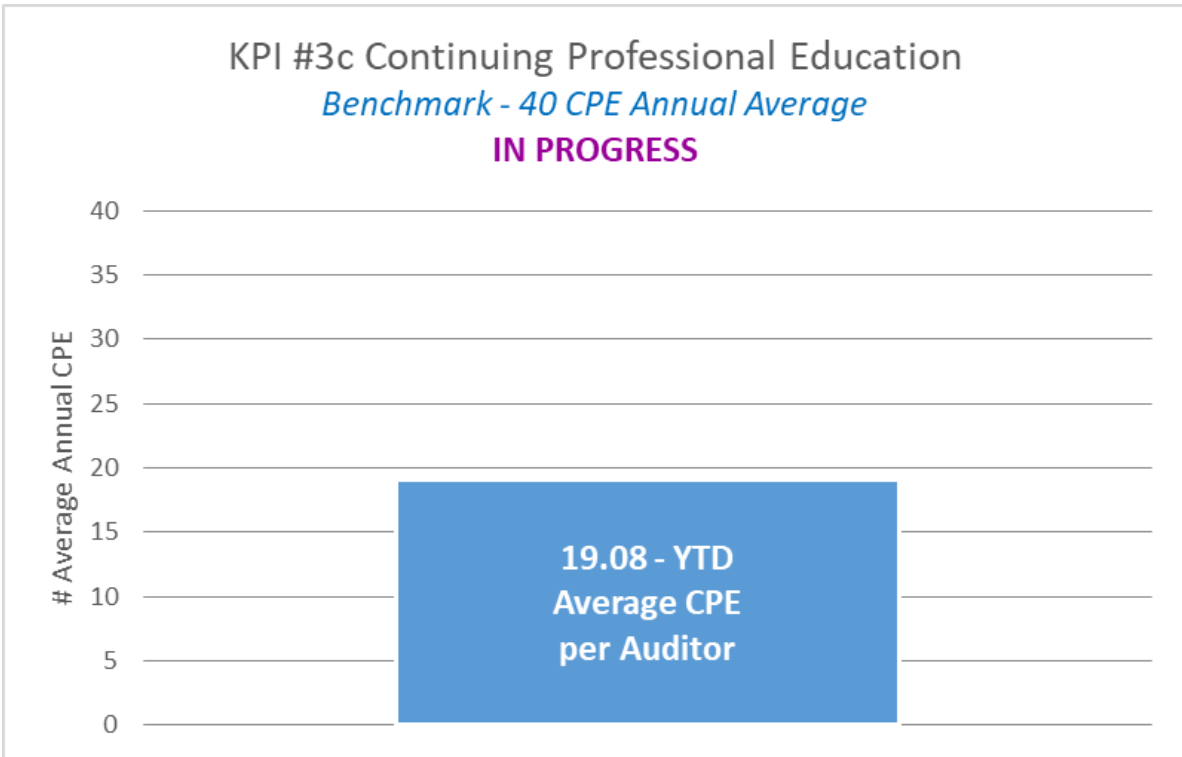 KPI #3c Continuing Professional Education
Benchmark - 40 CPE Annual Average
IN PROGRESS
# Average Annual CPE
40
35
30
25
20
15
10
5
0
19.08 - YTD
Average CPE
per Auditor